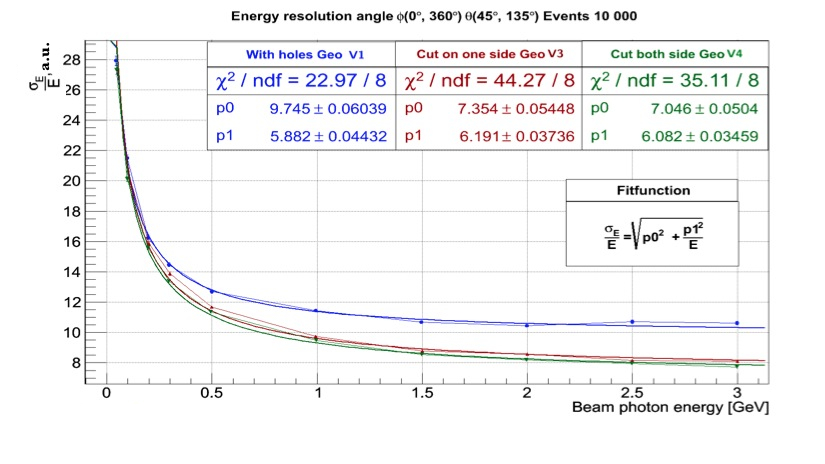 Energy resolution angle ϕ(0°, 360°) θ(45°, 135°) Events 10 000
σE/E, a.u.
With holes Geo V1 Cut on one side Geo V3 Cut both side Geo V4
χ² / ndf = 22.97 / 8 χ² / ndf = 44.27 / 8 χ² / ndf = 35.11 / 8
p0 9.745 ± 0.06039 p0 7.354 ± 0.05448 p0 7.046 ± 0.0504
p1 5.882 ± 0.04432 p1 6.191 ± 0.03736 p1 6.082 ± 0.03459
Fitfunction
σE/E = √(p0² + p1²/E)
28
26
24
22
20
18
16
14
12
10
8
0 0.5 1 1.5 2 2.5 3
Beam photon energy [GeV]